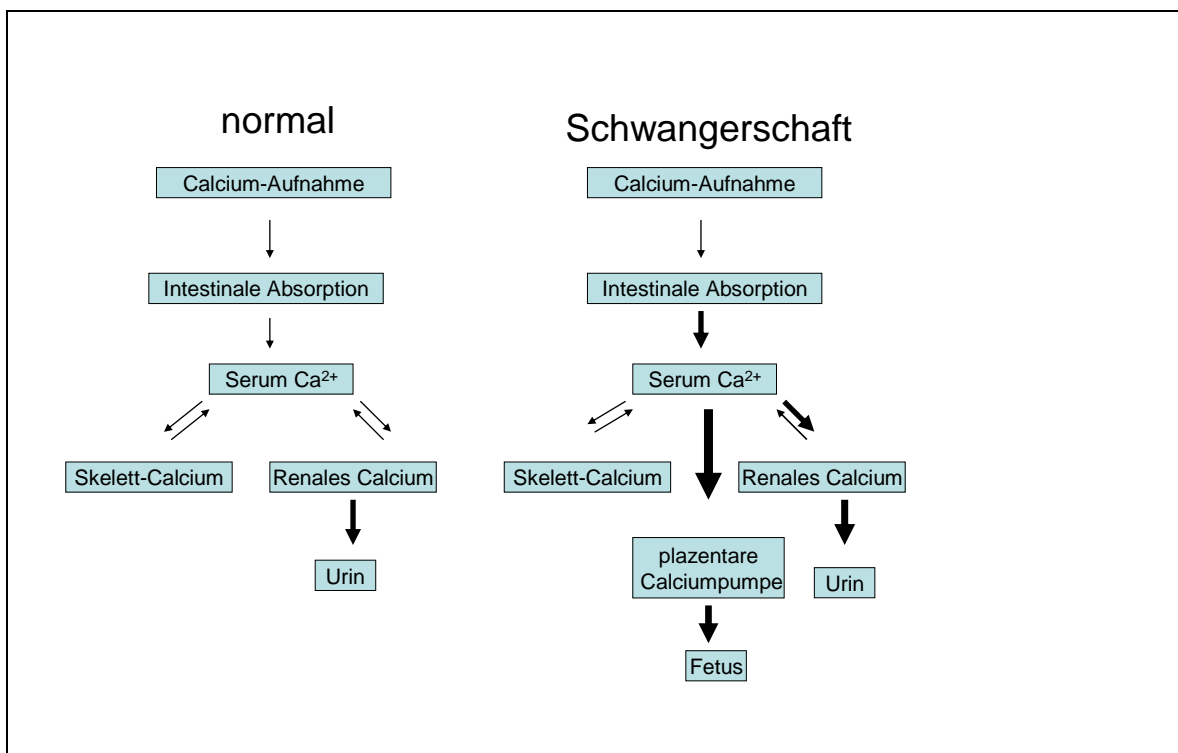 normal
Calcium-Aufnahme
Intestinale Absorption
Serum Ca²⁺
Skelett-Calcium
Renales Calcium
Urin
Schwangerschaft
Calcium-Aufnahme
Intestinale Absorption
Serum Ca²⁺
Skelett-Calcium
Renales Calcium
plazentare
Calciumpumpe
Urin
Fetus